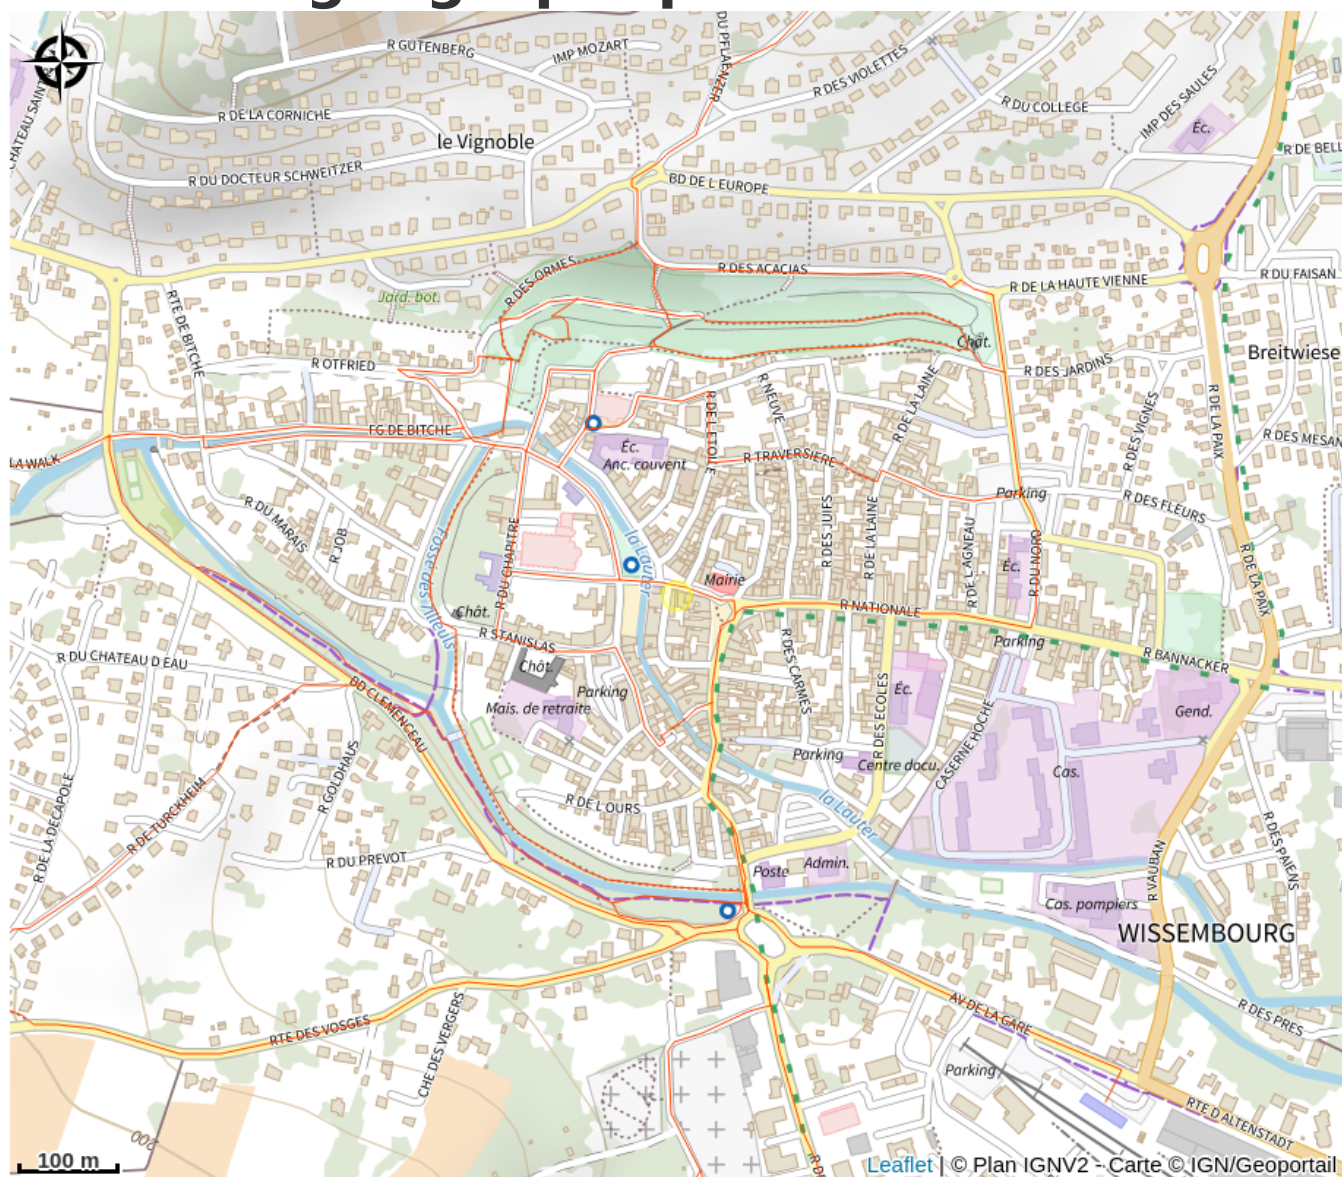 R GUTENBERG
IMP MOZART
DU PFLAENZER
R DES VIOLETTES
R DU COLLEGE
IMP DES SAULES
Éc.
R DE LA CORNICHE
le Vignoble
R DU DOCTEUR SCHWEITZER
BD DE L'EUROPE
R DES ORMES
R DES ACACIAS
R DE LA HAUTE VIENNE
R DU FAISAN
Jard. bot.
RTE DE BITCHE
R OTFRIED
Chât.
Breitwiese
R DES JARDINS
R NEUVE
R DE LA LAINE
R DES VIGNES
R DE LA PAIX
R DE L'ETOILE
FG DE BITCHE
LA WALK
Éc.
Anc. couvent
R TRAVERSIERE
R DES MESAN
Parking
R DES FLEURS
R DU MARAIS
R JOB
Fossé des Tilleuls
R DU CHAPITRE
la Lauter
R DES JUIFS
R DE LA LAINE
R DE L'AGNEAU
Éc.
R DU NORD
R DE LA PAIX
Mairie
Chât.
R NATIONALE
R STANISLAS
Parking
R BANNACKER
R DU CHATEAU D EAU
Chât.
Parking
Mais. de retraite
R DES CARMES
R DES ECOLES
Éc.
CASERNE HOCHE
Gend.
BD CLEMENCEAU
Parking
Centre docu.
Cas.
R GOLDHAUS
R DE LA DECAPOLE
R DE TURCKHEIM
R DE L'OURS
la Lauter
R DU PREVOT
Poste
Admin.
R VAUBAN
R DES PAIENS
Cas. pompiers
WISSEMBOURG
RTE DES VOSGES
CHE DES VERGERS
AV DE LA GARE
R DES PRES
Parking
RTE D ALTENSTADT
200
100 m
Leaflet | © Plan IGNV2 - Carte © IGN/Geoportail